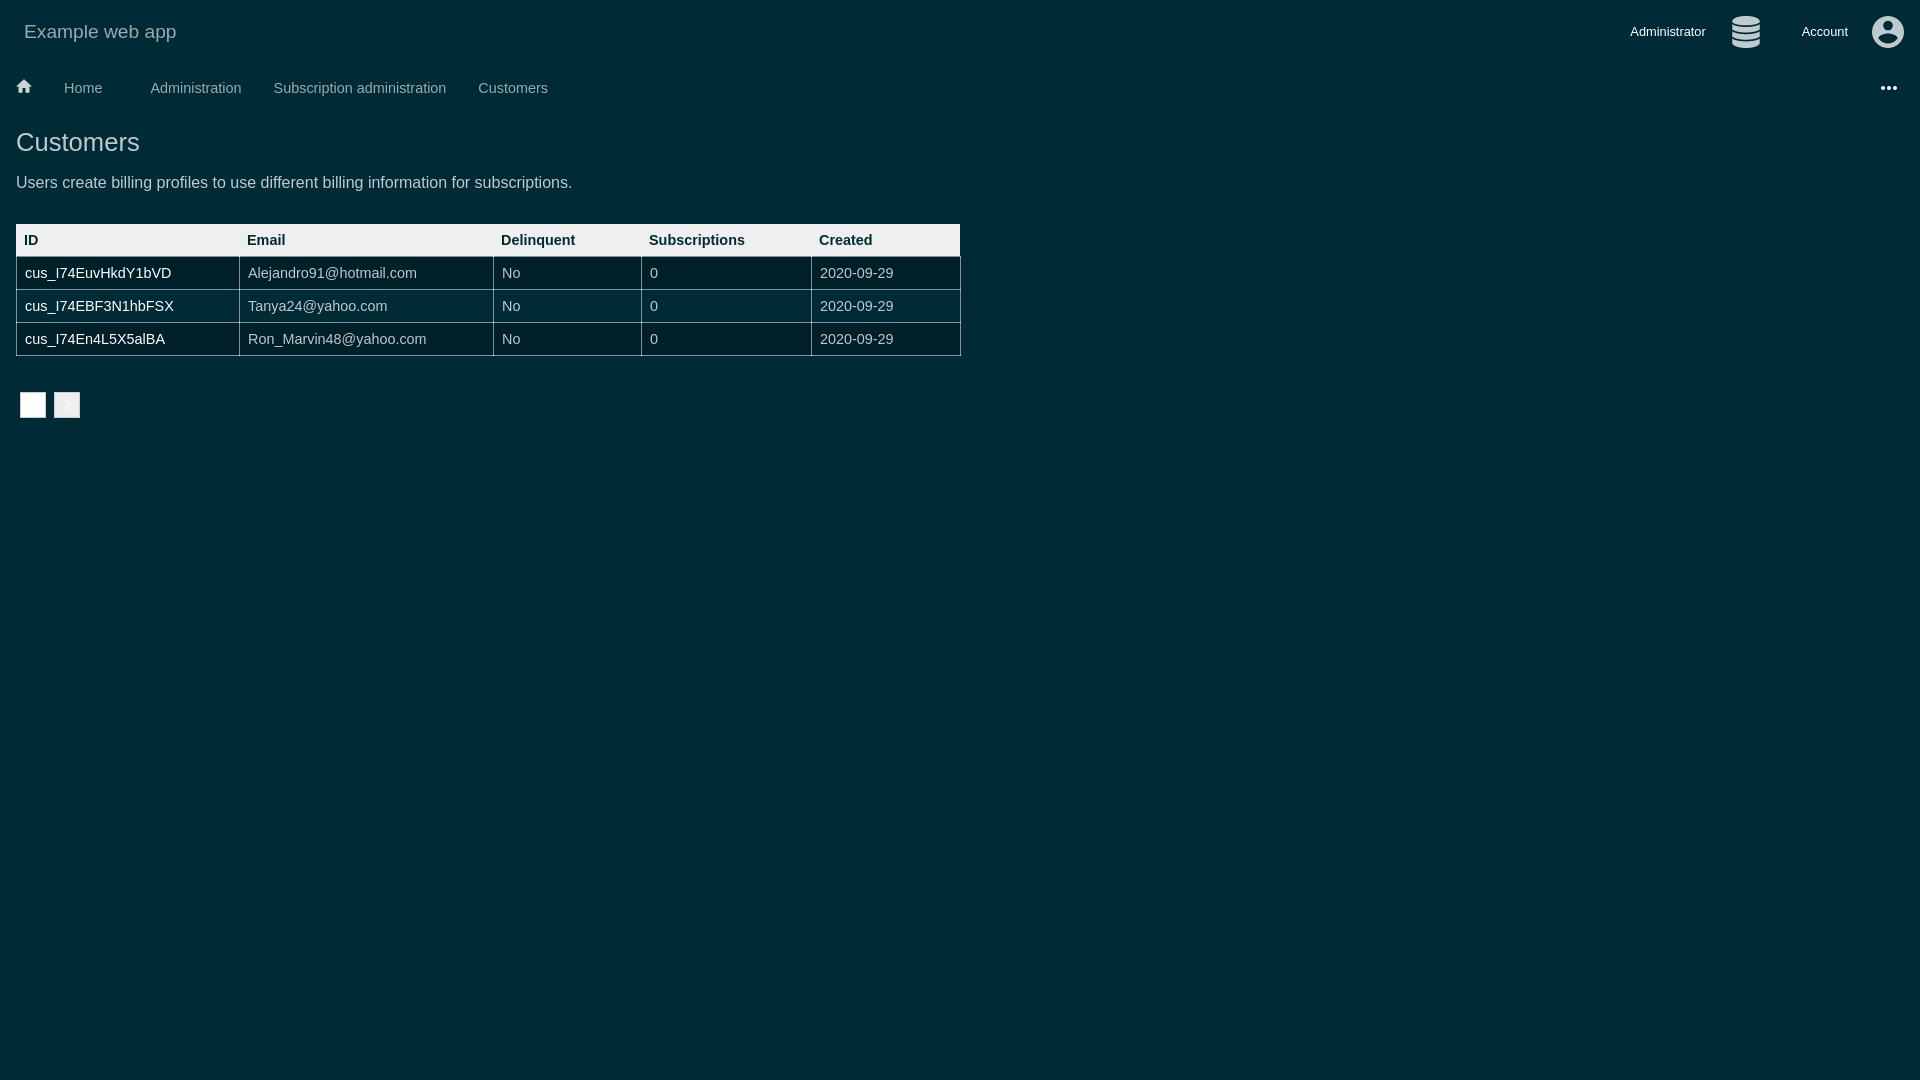 Example web app
Administrator
Account
Home
Administration
Subscription administration
Customers
Customers
Users create billing profiles to use different billing information for subscriptions.
ID Email Delinquent Subscriptions Created
cus_I74EuvHkdY1bVD Alejandro91@hotmail.com No 0 2020-09-29
cus_I74EBF3N1hbFSX Tanya24@yahoo.com No 0 2020-09-29
cus_I74En4L5X5alBA Ron_Marvin48@yahoo.com No 0 2020-09-29
2